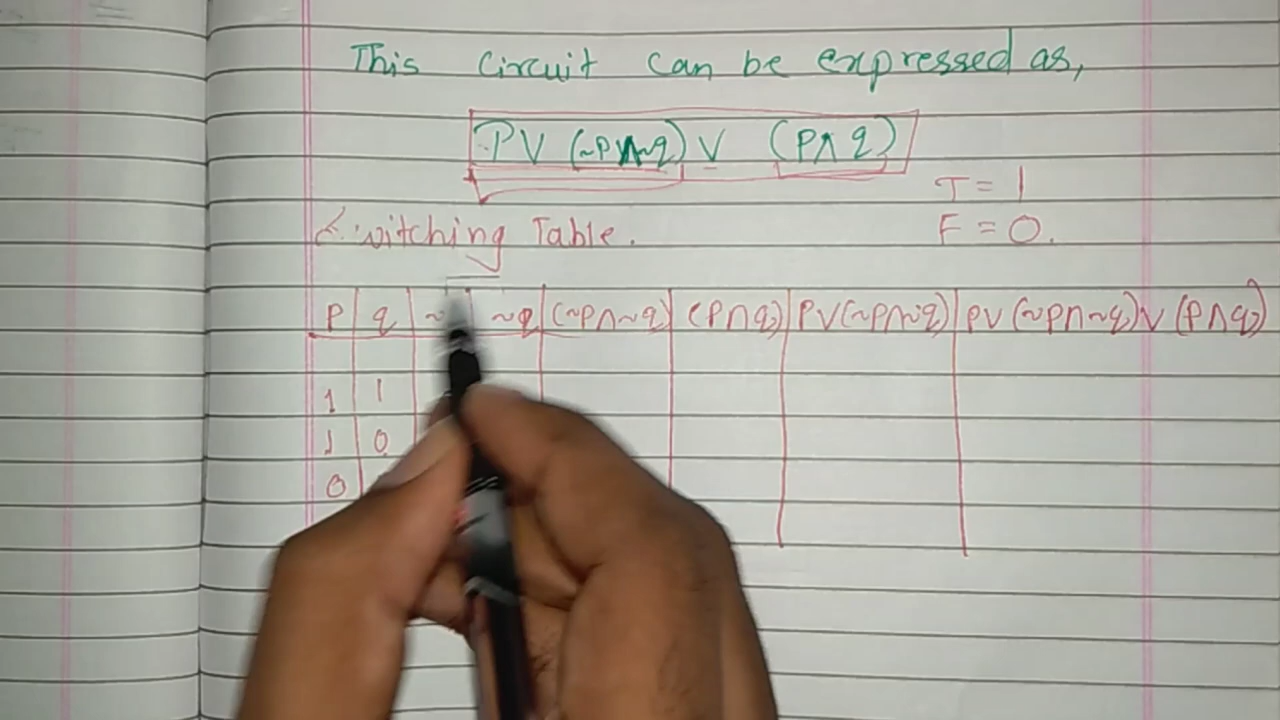 This circuit can be expressed as,
P∨ (~P∧~q) ∨ (P∧q)
T = 1
F = 0.
Switching Table.
P q ~q (~P∧~q) (P∧q) P∨(~P∧~q) P∨(~P∧~q)∨(P∧q)
1 1
1 0
0